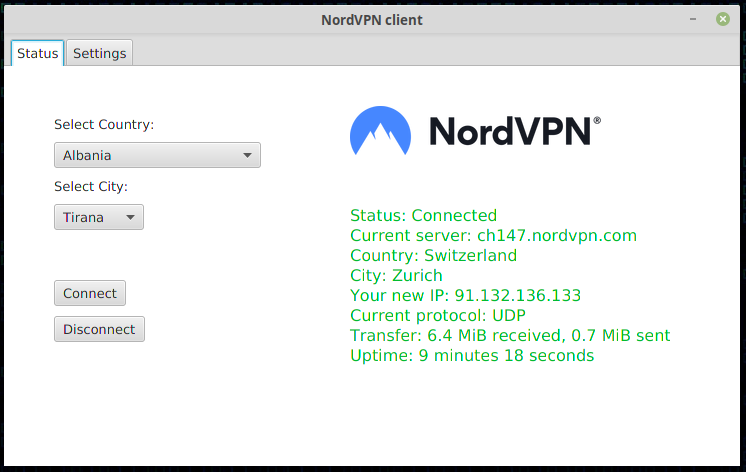 NordVPN client
Status Settings
Select Country:
Albania
Select City:
Tirana
Connect
Disconnect
NordVPN®
Status: Connected
Current server: ch147.nordvpn.com
Country: Switzerland
City: Zurich
Your new IP: 91.132.136.133
Current protocol: UDP
Transfer: 6.4 MiB received, 0.7 MiB sent
Uptime: 9 minutes 18 seconds